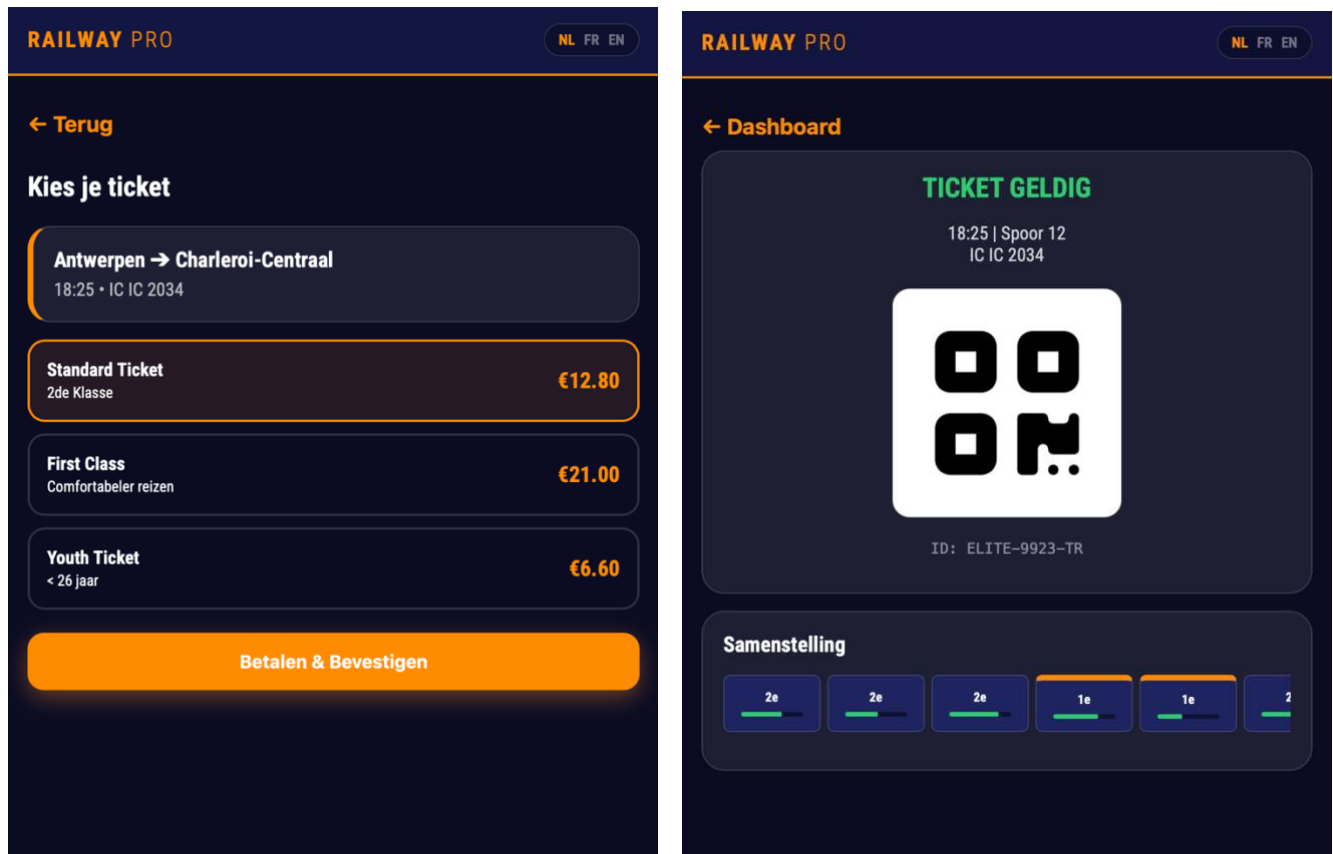 RAILWAY PRO
NL FR EN
← Terug
Kies je ticket
Antwerpen → Charleroi-Centraal
18:25 • IC IC 2034
Standard Ticket
2de Klasse
€12.80
First Class
Comfortabeler reizen
€21.00
Youth Ticket
< 26 jaar
€6.60
Betalen & Bevestigen
RAILWAY PRO
NL FR EN
← Dashboard
TICKET GELDIG
18:25 | Spoor 12
IC IC 2034
ID: ELITE-9923-TR
Samenstelling
2e 2e 2e 1e 1e 2